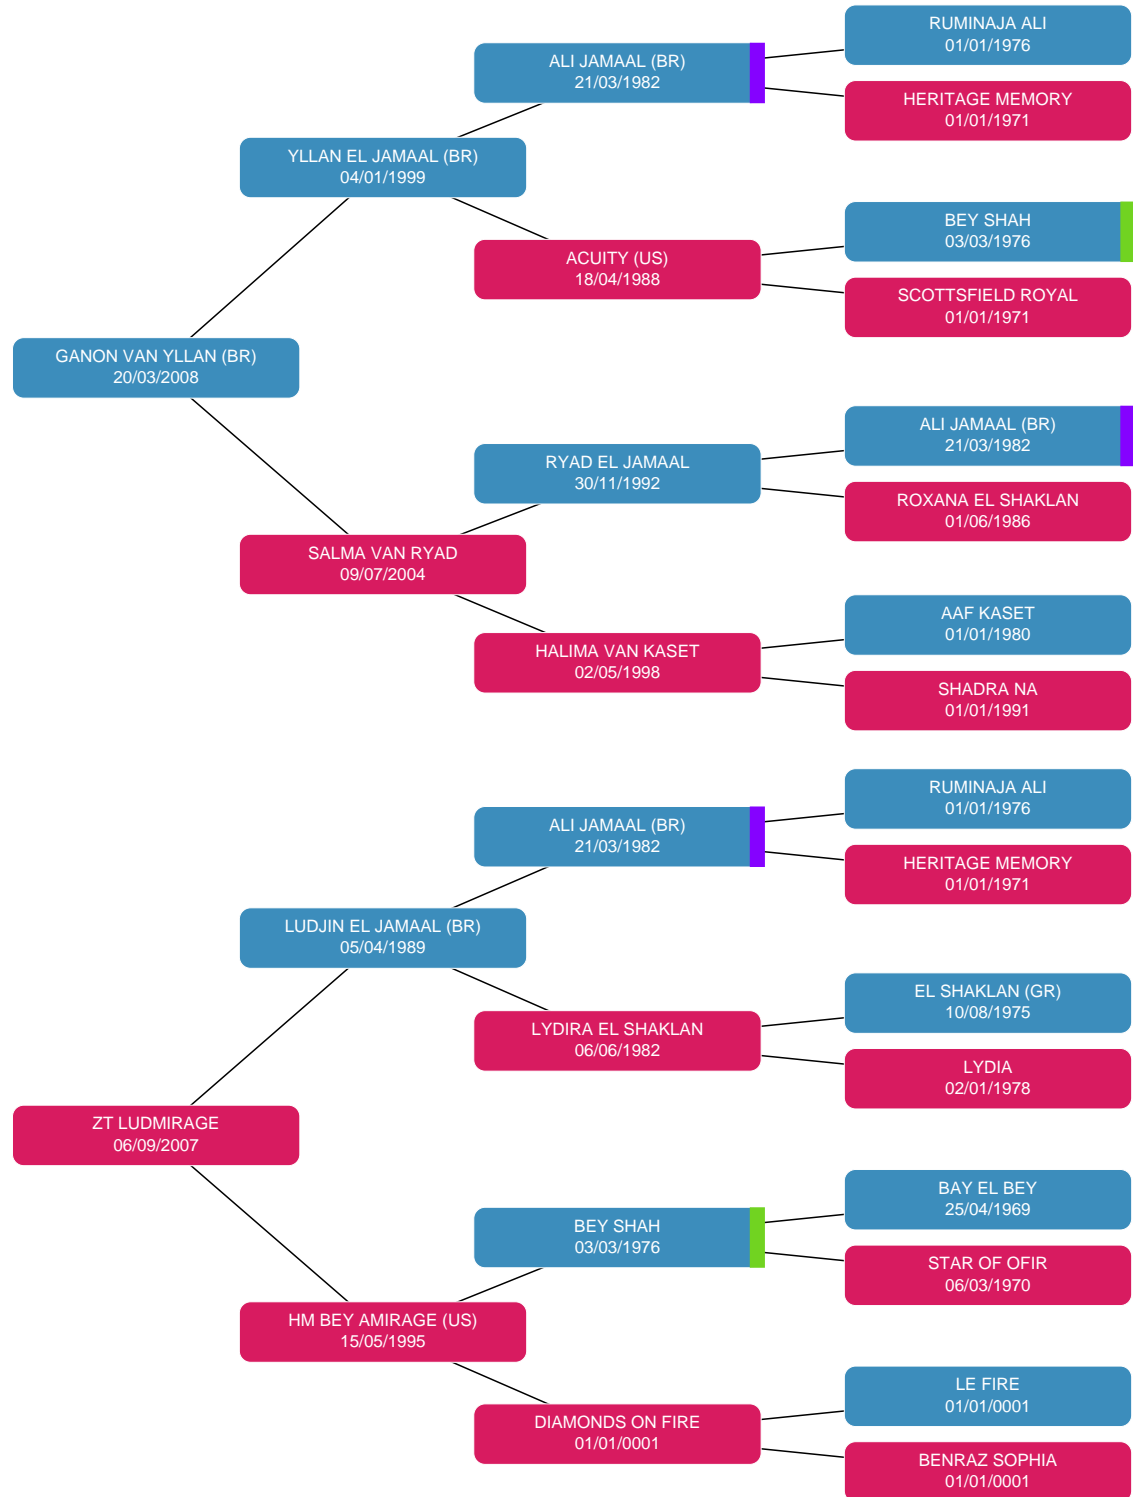 RUMINAJA ALI
01/01/1976
ALI JAMAAL (BR)
21/03/1982
HERITAGE MEMORY
01/01/1971
YLLAN EL JAMAAL (BR)
04/01/1999
BEY SHAH
03/03/1976
ACUITY (US)
18/04/1988
SCOTTSFIELD ROYAL
01/01/1971
GANON VAN YLLAN (BR)
20/03/2008
ALI JAMAAL (BR)
21/03/1982
RYAD EL JAMAAL
30/11/1992
ROXANA EL SHAKLAN
01/06/1986
SALMA VAN RYAD
09/07/2004
AAF KASET
01/01/1980
HALIMA VAN KASET
02/05/1998
SHADRA NA
01/01/1991
RUMINAJA ALI
01/01/1976
ALI JAMAAL (BR)
21/03/1982
HERITAGE MEMORY
01/01/1971
LUDJIN EL JAMAAL (BR)
05/04/1989
EL SHAKLAN (GR)
10/08/1975
LYDIRA EL SHAKLAN
06/06/1982
LYDIA
02/01/1978
ZT LUDMIRAGE
06/09/2007
BAY EL BEY
25/04/1969
BEY SHAH
03/03/1976
STAR OF OFIR
06/03/1970
HM BEY AMIRAGE (US)
15/05/1995
LE FIRE
01/01/0001
DIAMONDS ON FIRE
01/01/0001
BENRAZ SOPHIA
01/01/0001